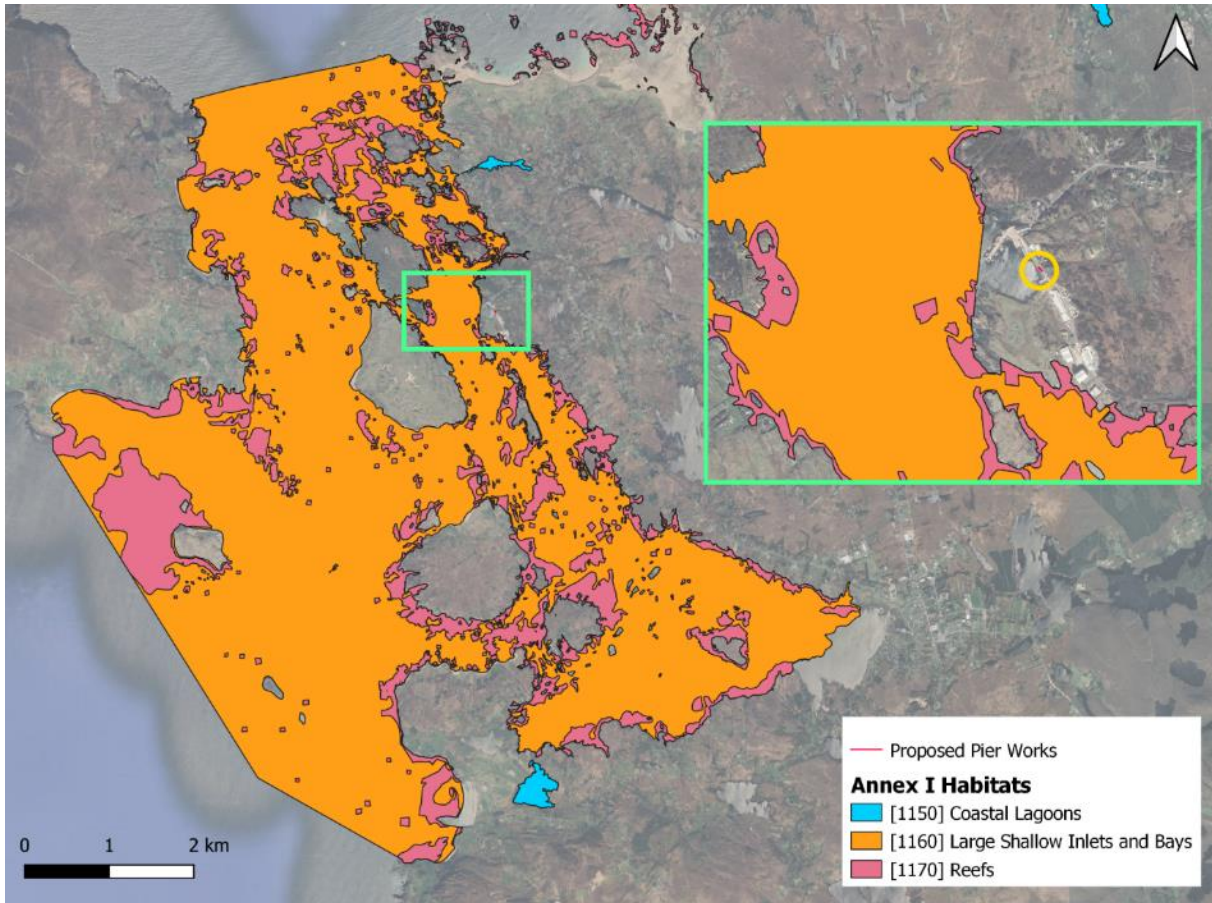 Proposed Pier Works
Annex I Habitats
[1150] Coastal Lagoons
[1160] Large Shallow Inlets and Bays
[1170] Reefs
0 1 2 km